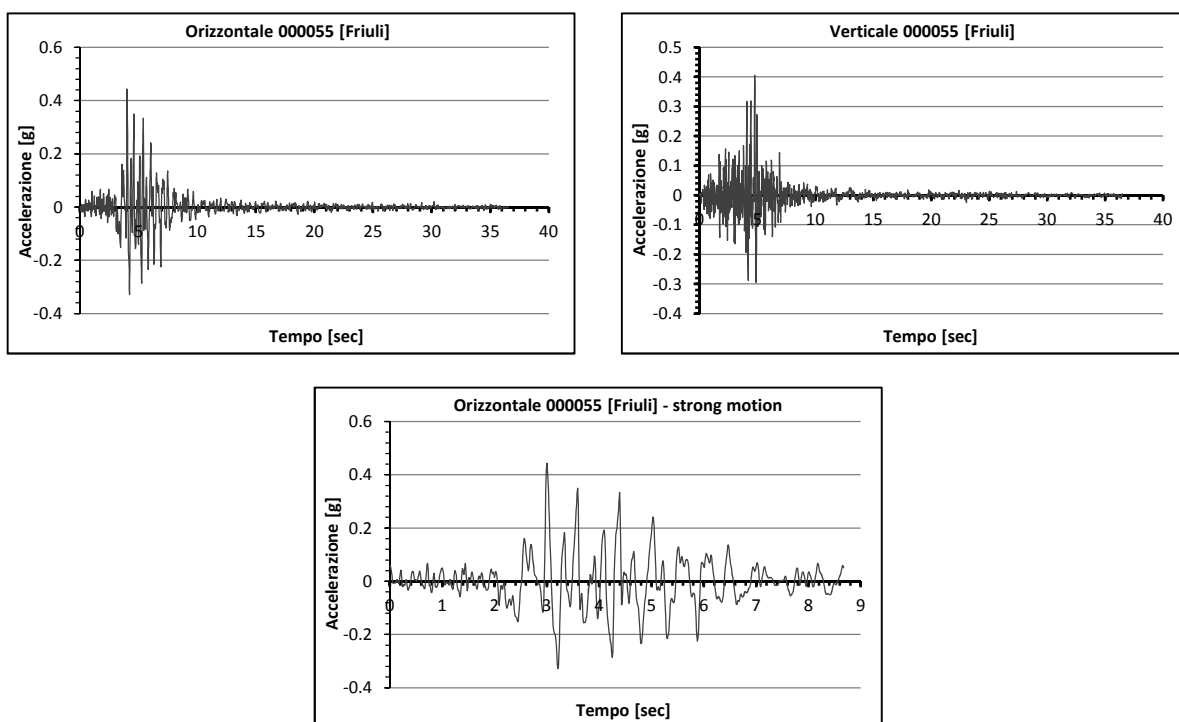 Orizzontale 000055 [Friuli]
0.6
0.4
0.2
0
-0.2
-0.4
0 5 10 15 20 25 30 35 40
Accelerazione [g]
Tempo [sec]
Verticale 000055 [Friuli]
0.5
0.4
0.3
0.2
0.1
0
-0.1
-0.2
-0.3
-0.4
0 5 10 15 20 25 30 35 40
Accelerazione [g]
Tempo [sec]
Orizzontale 000055 [Friuli] - strong motion
0.6
0.4
0.2
0
-0.2
-0.4
0 1 2 3 4 5 6 7 8 9
Accelerazione [g]
Tempo [sec]